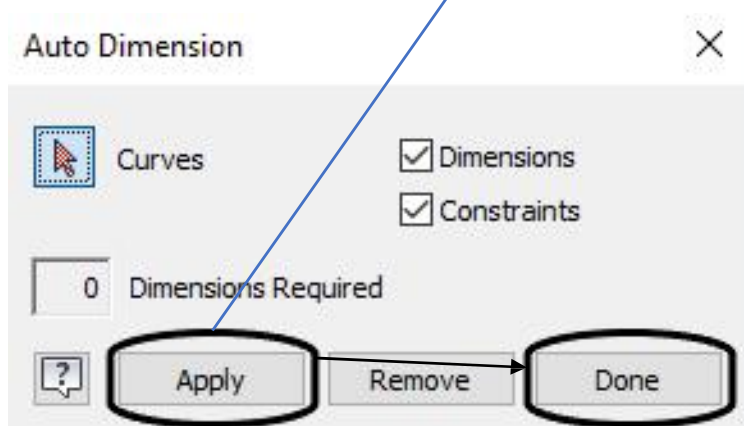 Auto Dimension
Curves
Dimensions
Constraints
0 Dimensions Required
? Apply Remove Done